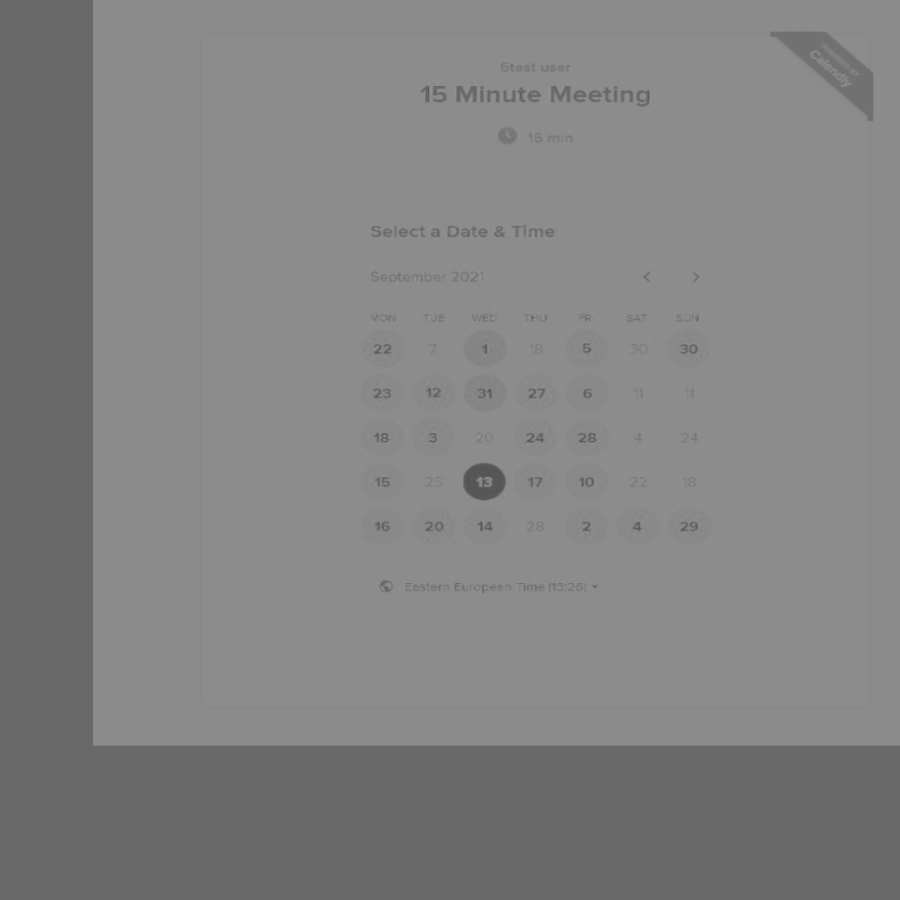 6test user
15 Minute Meeting
15 min
POWERED BY
Calendly
Select a Date & Time
September 2021
MON TUE WED THU FRI SAT SUN
22 7 1 18 5 30 30
23 12 31 27 6 11 11
18 3 20 24 28 4 24
15 25 13 17 10 22 18
16 20 14 28 2 4 29
Eastern European Time (13:26)